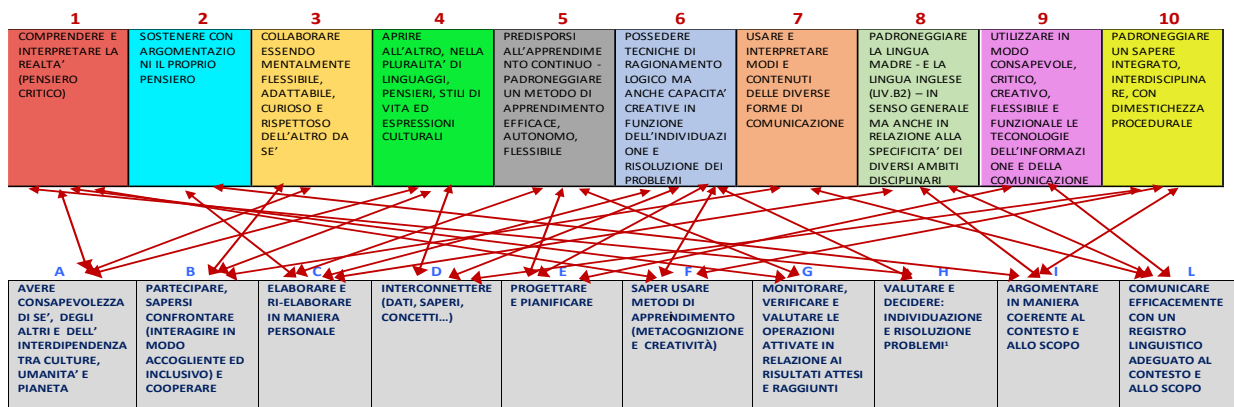 1 2 3 4 5 6 7 8 9 10
COMPRENDERE E
INTERPRETARE LA
REALTA’
(PENSIERO
CRITICO)
SOSTENERE CON
ARGOMENTAZIO
NI IL PROPRIO
PENSIERO
COLLABORARE
ESSENDO
MENTALMENTE
FLESSIBILE,
ADATTABILE,
CURIOSO E
RISPETTOSO
DELL’ALTRO DA
SE’
APRIRE
ALL’ALTRO, NELLA
PLURALITA’ DI
LINGUAGGI,
PENSIERI, STILI DI
VITA ED
ESPRESSIONI
CULTURALI
PREDISPORSI
ALL’APPRENDIME
NTO CONTINUO -
PADRONEGGIARE
UN METODO DI
APPRENDIMENTO
EFFICACE,
AUTONOMO,
FLESSIBILE
POSSEDERE
TECNICHE DI
RAGIONAMENTO
LOGICO MA
ANCHE CAPACITA’
CREATIVE IN
FUNZIONE
DELL’INDIVIDUAZI
ONE E
RISOLUZIONE DEI
PROBLEMI
USARE E
INTERPRETARE
MODI E
CONTENUTI
DELLE DIVERSE
FORME DI
COMUNICAZIONE
PADRONEGGIARE
LA LINGUA
MADRE - E LA
LINGUA INGLESE
(LIV.B2) – IN
SENSO GENERALE
MA ANCHE IN
RELAZIONE ALLA
SPECIFICITA’ DEI
DIVERSI AMBITI
DISCIPLINARI
UTILIZZARE IN
MODO
CONSAPEVOLE,
CRITICO,
CREATIVO,
FLESSIBILE E
FUNZIONALE LE
TECONOLOGIE
DELL’INFORMAZI
ONE E DELLA
COMUNICAZIONE
PADRONEGGIARE
UN SAPERE
INTEGRATO,
INTERDISCIPLINA
RE, CON
DIMESTICHEZZA
PROCEDURALE
A B C D E F G H I L
AVERE
CONSAPEVOLEZZA
DI SE’, DEGLI
ALTRI E DELL’
INTERDIPENDENZA
TRA CULTURE,
UMANITA’ E
PIANETA
PARTECIPARE,
SAPERSI
CONFRONTARE
(INTERAGIRE IN
MODO
ACCOGLIENTE ED
INCLUSIVO) E
COOPERARE
ELABORARE E
RI-ELABORARE
IN MANIERA
PERSONALE
INTERCONNETTERE
(DATI, SAPERI,
CONCETTI…)
PROGETTARE
E PIANIFICARE
SAPER USARE
METODI DI
APPRENDIMENTO
(METACOGNIZIONE
E CREATIVITÀ)
MONITORARE,
VERIFICARE E
VALUTARE LE
OPERAZIONI
ATTIVATE IN
RELAZIONE AI
RISULTATI ATTESI
E RAGGIUNTI
VALUTARE E
DECIDERE:
INDIVIDUAZIONE
E RISOLUZIONE
PROBLEMI¹
ARGOMENTARE
IN MANIERA
COERENTE AL
CONTESTO E
ALLO SCOPO
COMUNICARE
EFFICACEMENTE
CON UN
REGISTRO
LINGUISTICO
ADEGUATO AL
CONTESTO E
ALLO SCOPO